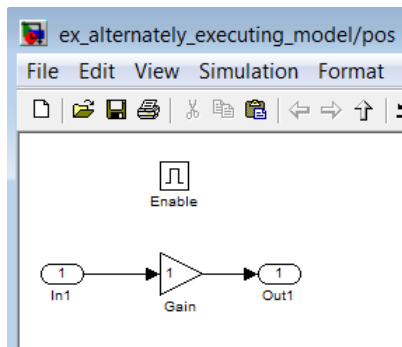 ex_alternately_executing_model/pos
File Edit View Simulation Format
Enable
1 1 1
In1 Gain Out1